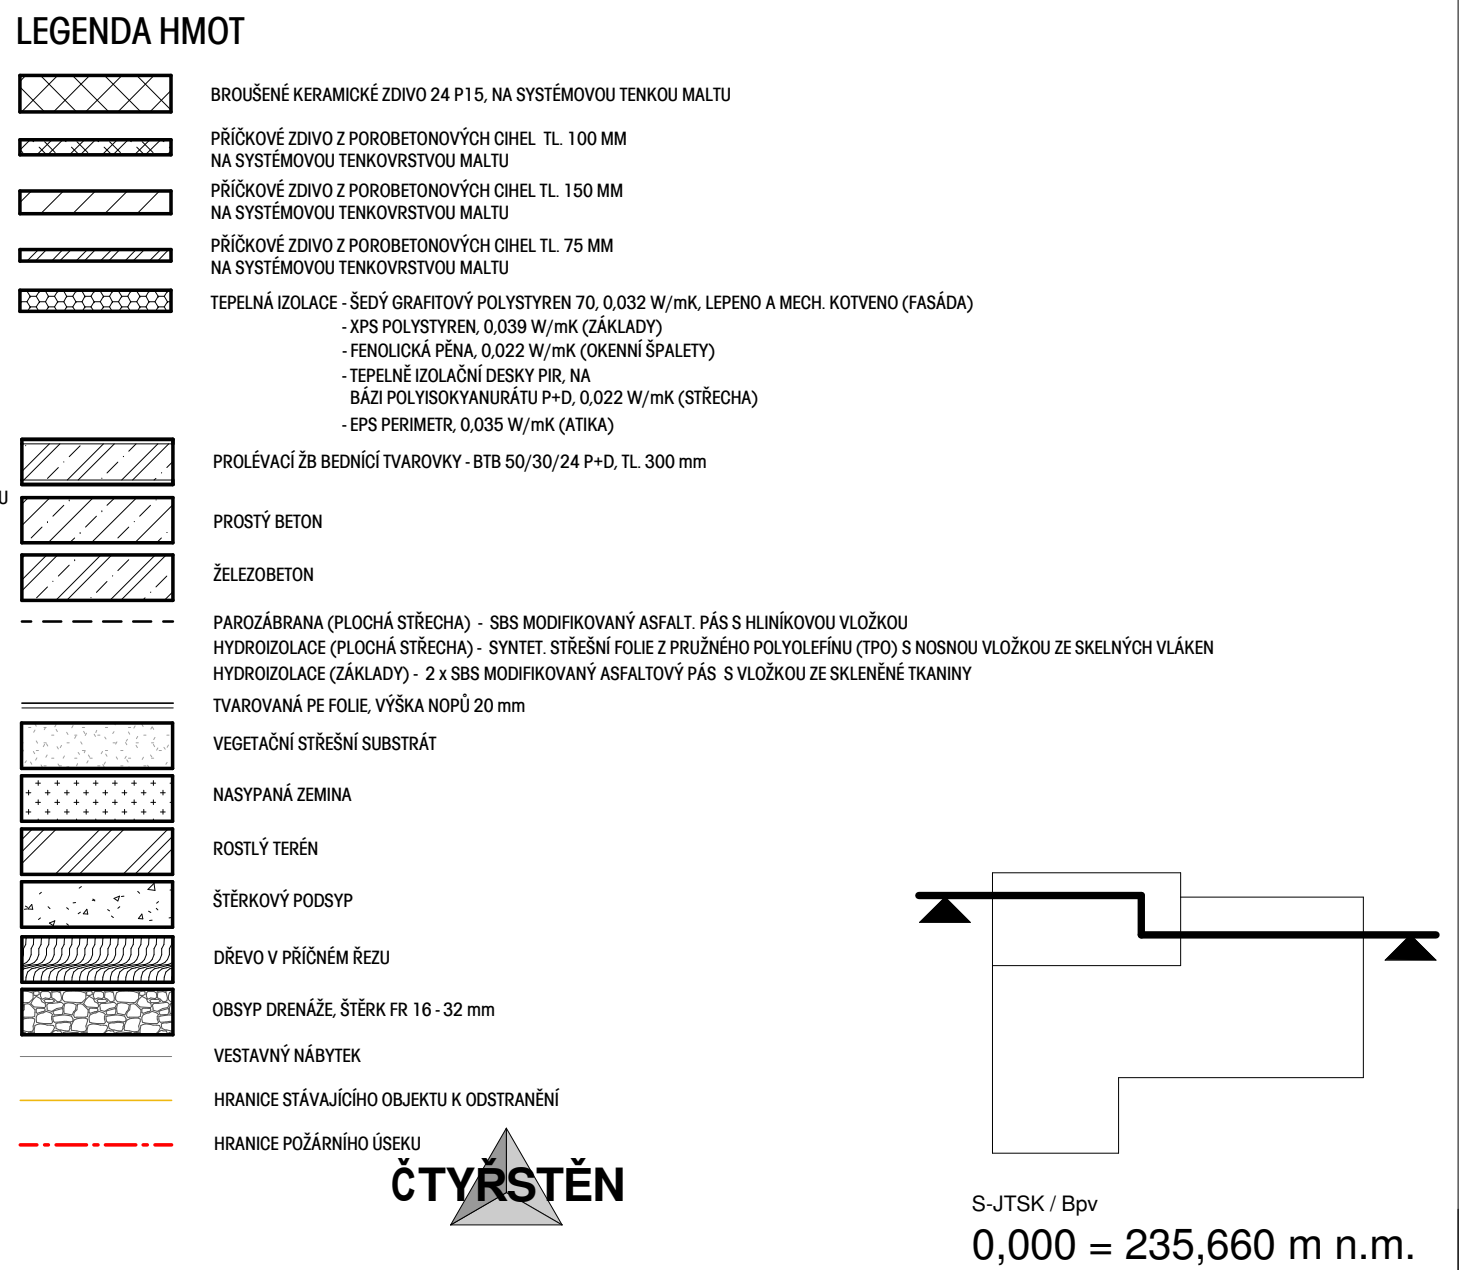 LEGENDA HMOT
BROUŠENÉ KERAMICKÉ ZDIVO 24 P15, NA SYSTÉMOVOU TENKOU MALTU
PŘÍČKOVÉ ZDIVO Z POROBETONOVÝCH CIHEL TL. 100 MM
NA SYSTÉMOVOU TENKOVRSTVOU MALTU
PŘÍČKOVÉ ZDIVO Z POROBETONOVÝCH CIHEL TL. 150 MM
NA SYSTÉMOVOU TENKOVRSTVOU MALTU
PŘÍČKOVÉ ZDIVO Z POROBETONOVÝCH CIHEL TL. 75 MM
NA SYSTÉMOVOU TENKOVRSTVOU MALTU
TEPELNÁ IZOLACE - ŠEDÝ GRAFITOVÝ POLYSTYREN 70, 0,032 W/mK, LEPENO A MECH. KOTVENO (FASÁDA)
- XPS POLYSTYREN, 0,039 W/mK (ZÁKLADY)
- FENOLICKÁ PĚNA, 0,022 W/mK (OKENNÍ ŠPALETY)
- TEPELNĚ IZOLAČNÍ DESKY PIR, NA
BÁZI POLYISOKYANURÁTU P+D, 0,022 W/mK (STŘECHA)
- EPS PERIMETR, 0,035 W/mK (ATIKA)
PROLÉVACÍ ŽB BEDNÍCÍ TVAROVKY - BTB 50/30/24 P+D, TL. 300 mm
U
PROSTÝ BETON
ŽELEZOBETON
PAROZÁBRANA (PLOCHÁ STŘECHA) - SBS MODIFIKOVANÝ ASFALT. PÁS S HLINÍKOVOU VLOŽKOU
HYDROIZOLACE (PLOCHÁ STŘECHA) - SYNTET. STŘEŠNÍ FOLIE Z PRUŽNÉHO POLYOLEFÍNU (TPO) S NOSNOU VLOŽKOU ZE SKELNÝCH VLÁKEN
HYDROIZOLACE (ZÁKLADY) - 2 x SBS MODIFIKOVANÝ ASFALTOVÝ PÁS S VLOŽKOU ZE SKLENĚNÉ TKANINY
TVAROVANÁ PE FOLIE, VÝŠKA NOPŮ 20 mm
VEGETAČNÍ STŘEŠNÍ SUBSTRÁT
NASYPANÁ ZEMINA
ROSTLÝ TERÉN
ŠTĚRKOVÝ PODSYP
DŘEVO V PŘÍČNÉM ŘEZU
OBSYP DRENÁŽE, ŠTĚRK FR 16 - 32 mm
VESTAVNÝ NÁBYTEK
HRANICE STÁVAJÍCÍHO OBJEKTU K ODSTRANĚNÍ
HRANICE POŽÁRNÍHO ÚSEKU
ČTYŘSTĚN
S-JTSK / Bpv
0,000 = 235,660 m n.m.